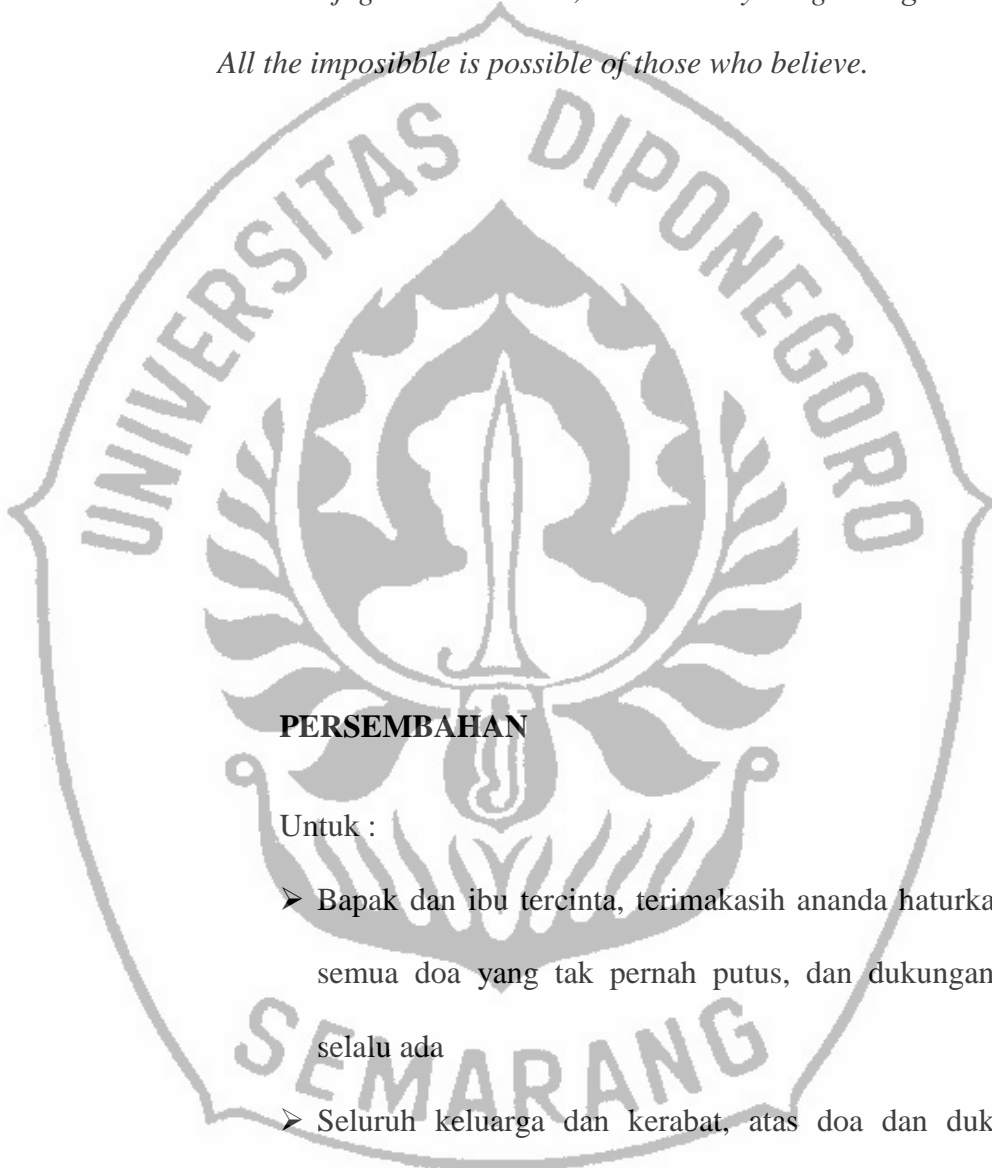 All the imposibble is possible of those who believe.
UNIVERSITAS DIPONEGORO
PERSEMBAHAN
Untuk :
➢ Bapak dan ibu tercinta, terimakasih ananda haturka
semua doa yang tak pernah putus, dan dukungan
selalu ada
SEMARANG
➢ Seluruh keluarga dan kerabat, atas doa dan duk